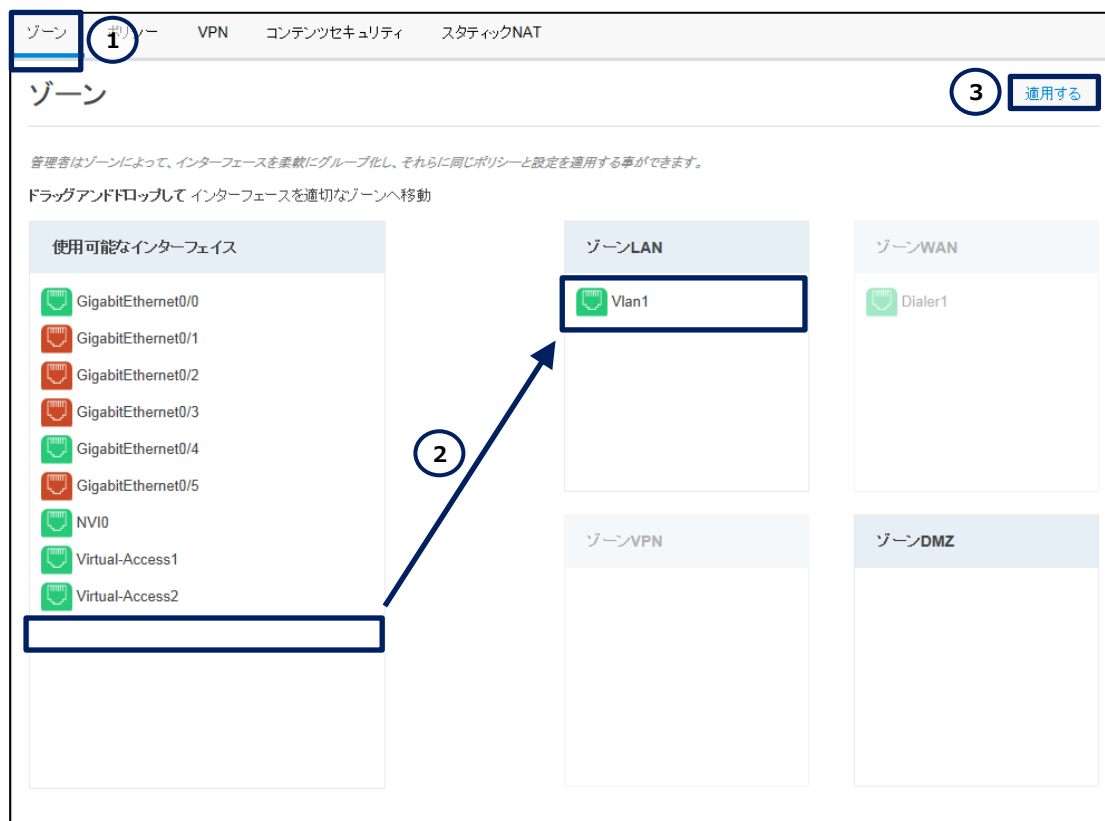 ゾーン
1
ポリシー
VPN
コンテンツセキュリティ
スタティックNAT
ゾーン
3
適用する
管理者はゾーンによって、インターフェースを柔軟にグループ化し、それらに同じポリシーと設定を適用する事ができます。
ドラッグアンドドロップして インターフェースを適切なゾーンへ移動
使用可能なインターフェイス
GigabitEthernet0/0
GigabitEthernet0/1
GigabitEthernet0/2
GigabitEthernet0/3
GigabitEthernet0/4
GigabitEthernet0/5
NVI0
Virtual-Access1
Virtual-Access2
2
ゾーンLAN
Vlan1
ゾーンWAN
Dialer1
ゾーンVPN
ゾーンDMZ